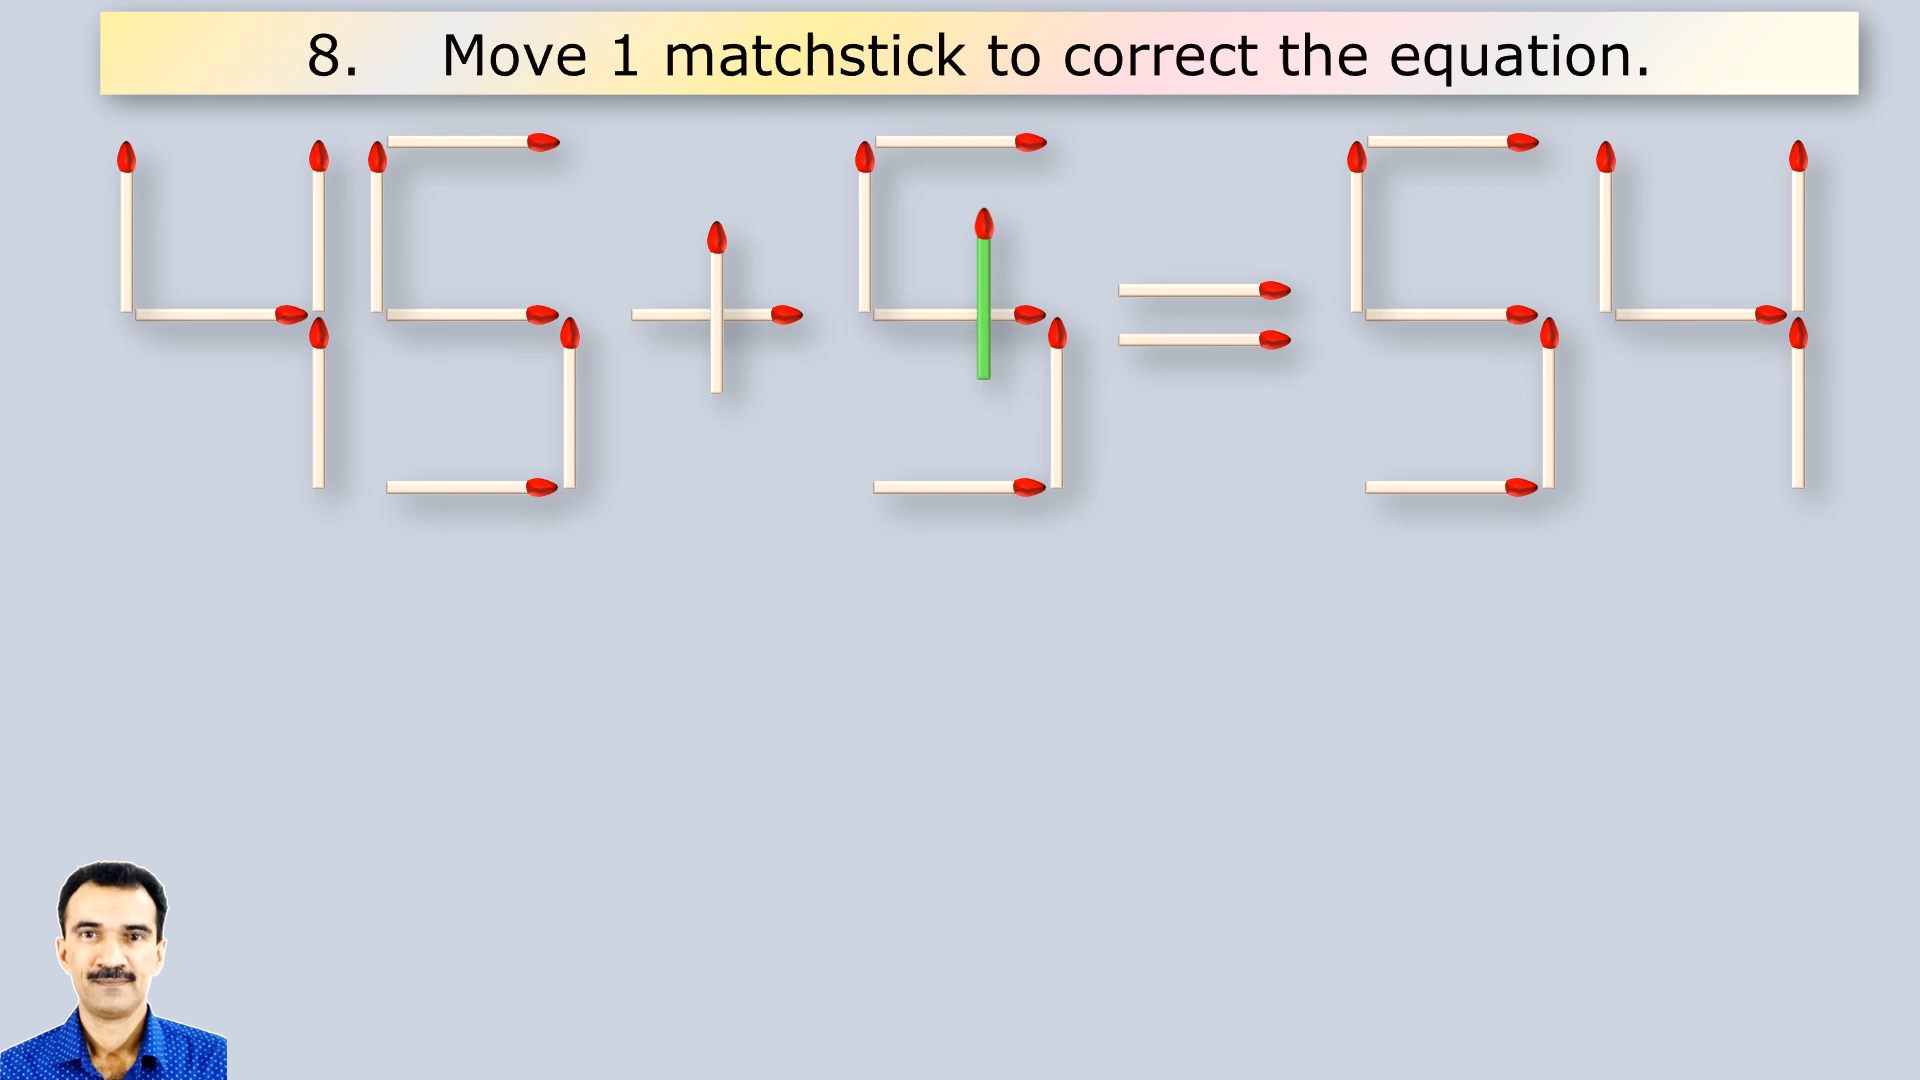 8. Move 1 matchstick to correct the equation.
45+5=54